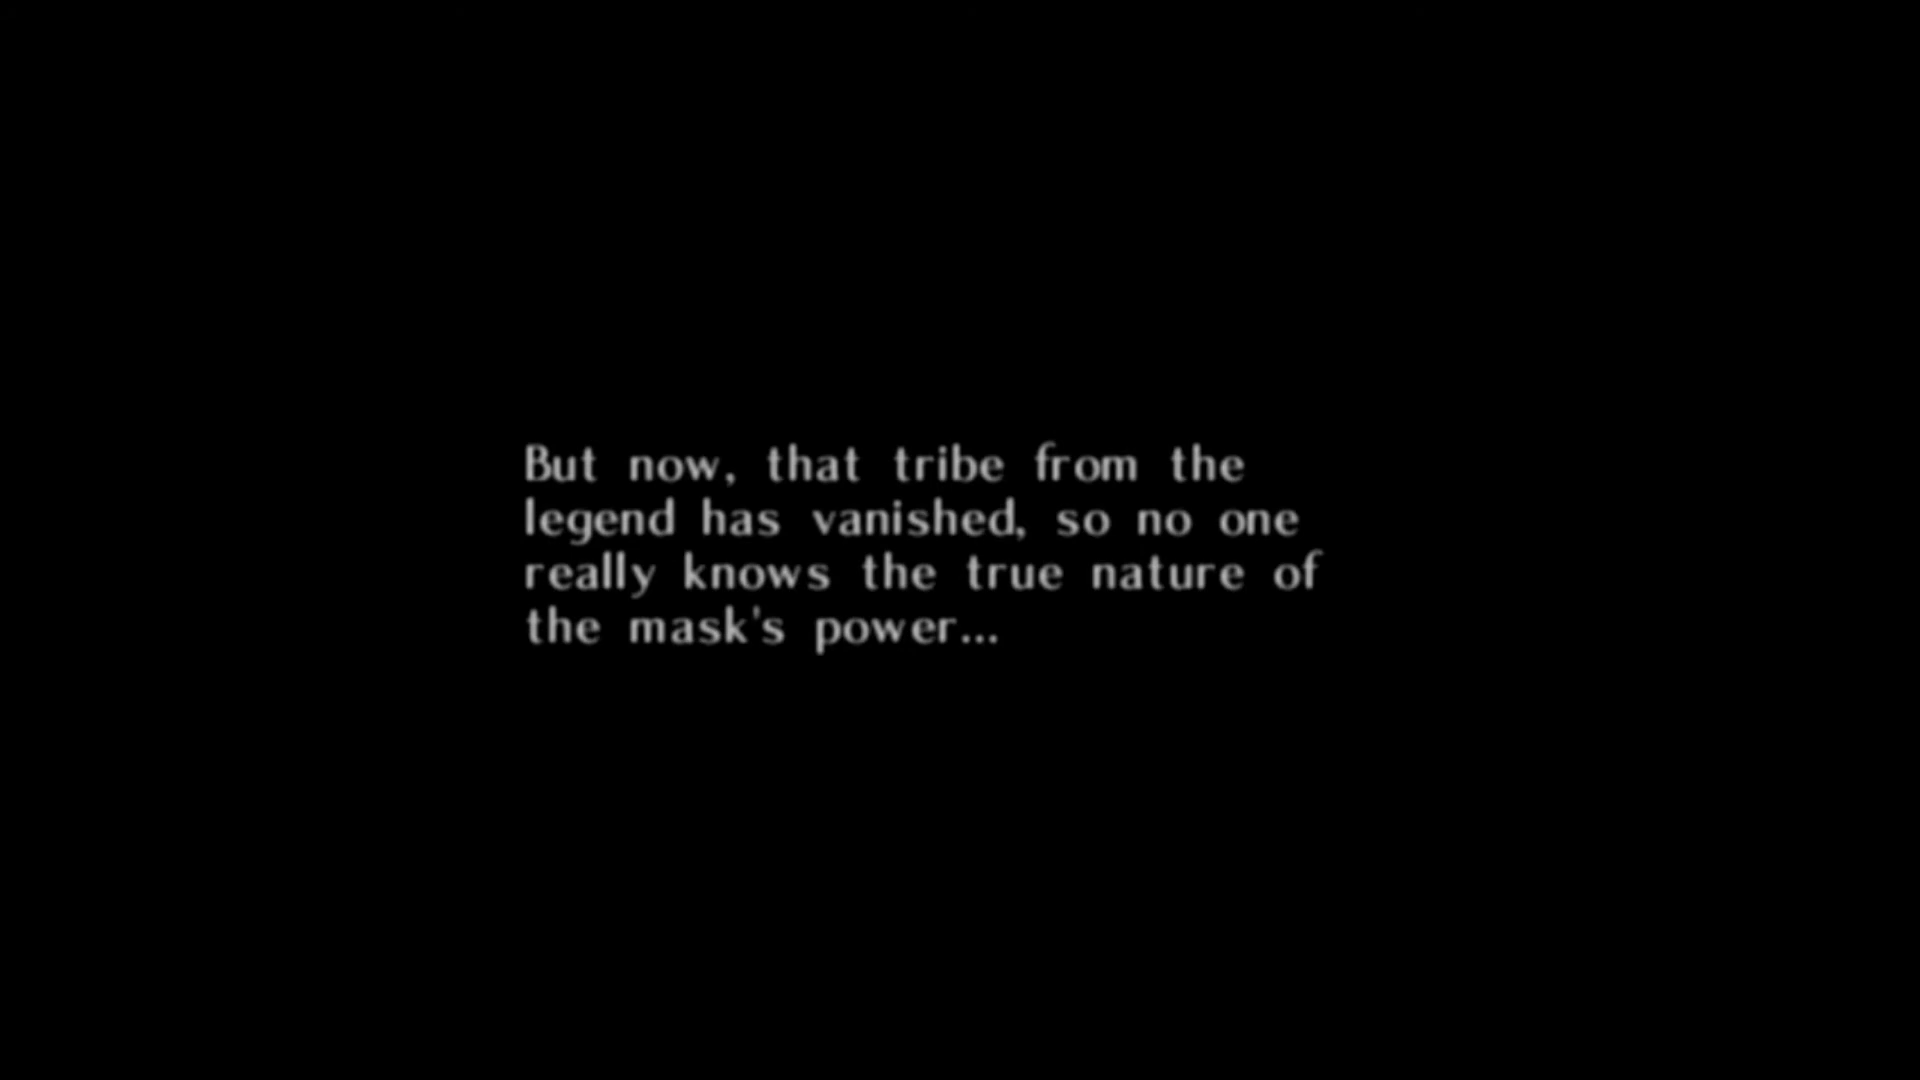 But now, that tribe from the
legend has vanished, so no one
really knows the true nature of
the mask's power...